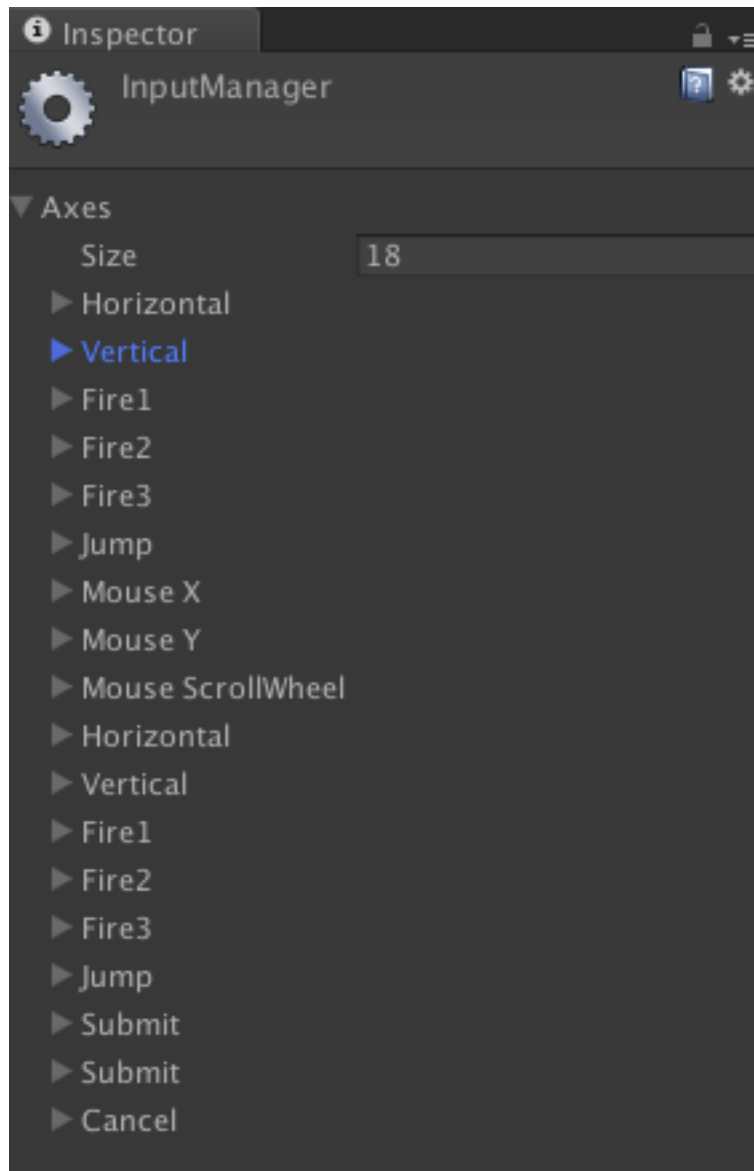 Inspector
InputManager
Axes
Size 18
Horizontal
Vertical
Fire1
Fire2
Fire3
Jump
Mouse X
Mouse Y
Mouse ScrollWheel
Horizontal
Vertical
Fire1
Fire2
Fire3
Jump
Submit
Submit
Cancel